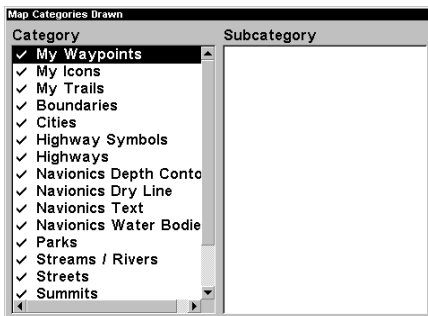 Map Categories Drawn
Category
Subcategory
My Waypoints
My Icons
My Trails
Boundaries
Cities
Highway Symbols
Highways
Navionics Depth Conto
Navionics Dry Line
Navionics Text
Navionics Water Bodie
Parks
Streams / Rivers
Streets
Summits